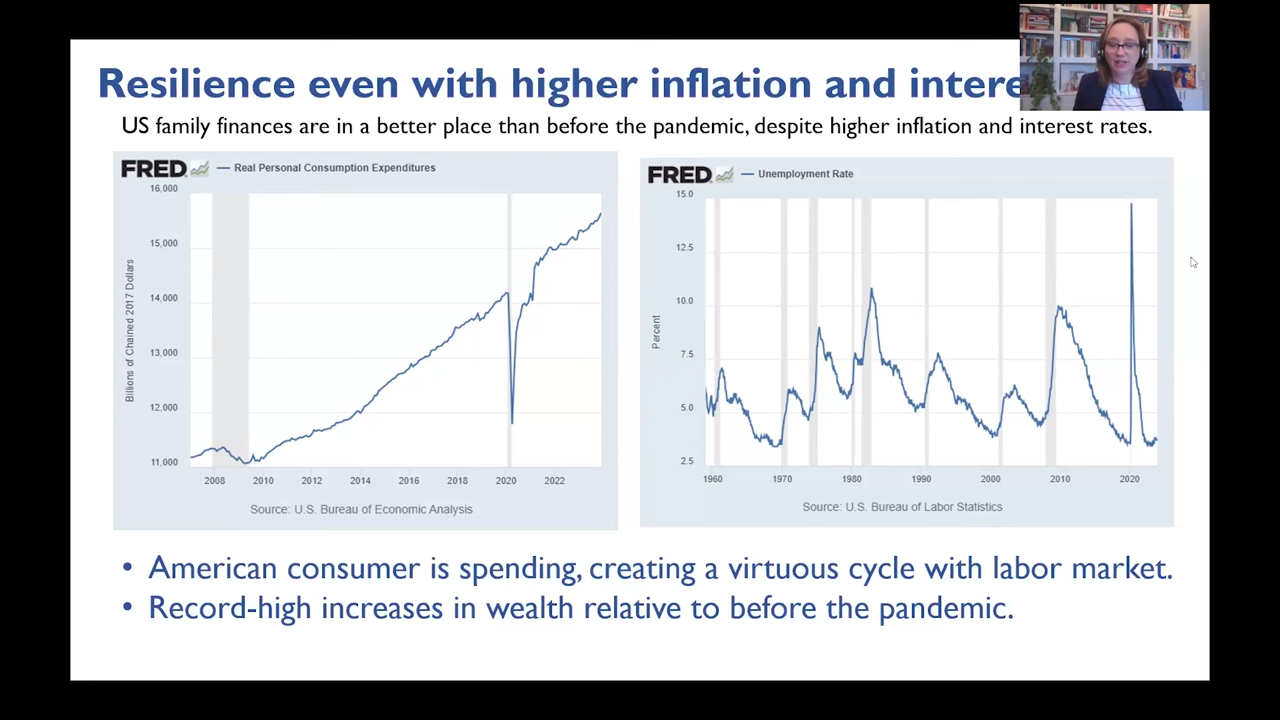 Resilience even with higher inflation and intere
US family finances are in a better place than before the pandemic, despite higher inflation and interest rates.
FRED Real Personal Consumption Expenditures
16,000
15,000
14,000
13,000
12,000
11,000
Billions of Chained 2017 Dollars
2008 2010 2012 2014 2016 2018 2020 2022
Source: U.S. Bureau of Economic Analysis
FRED Unemployment Rate
15.0
12.5
10.0
7.5
5.0
2.5
Percent
1960 1970 1980 1990 2000 2010 2020
Source: U.S. Bureau of Labor Statistics
• American consumer is spending, creating a virtuous cycle with labor market.
• Record-high increases in wealth relative to before the pandemic.